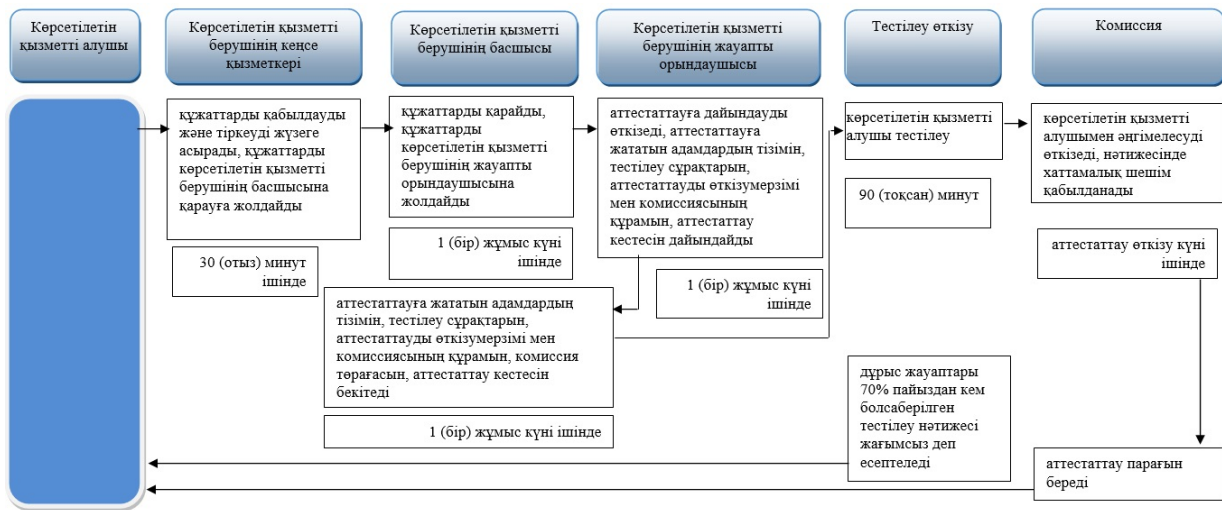 Көрсетілетін
қызметті алушы
Көрсетілетін қызметті
берушінің кеңсе
қызметкері
Көрсетілетін қызметті
берушінің басшысы
Көрсетілетін қызметті
берушінің жауапты
орындаушысы
Тестілеу өткізу
Комиссия
құжаттарды қабылдауды
және тіркеуді жүзеге
асырады, құжаттарды
көрсетілетін қызметті
берушінің басшысына
қарауға жолдайды
30 (отыз) минут
ішінде
құжаттарды қарайды,
құжаттарды
көрсетілетін қызметті
берушінің жауапты
орындаушысына
жолдайды
1 (бір) жұмыс күні
ішінде
аттестаттауға дайындауды
өткізеді, аттестаттауға
жататын адамдардың тізімін,
тестілеу сұрақтарын,
аттестаттауды өткізумерзімі
мен комиссиясының
құрамын, аттестаттау
кестесін дайындайды
1 (бір) жұмыс күні
ішінде
аттестаттауға жататын адамдардың
тізімін, тестілеу сұрақтарын,
аттестаттауды өткізумерзімі мен
комиссиясының құрамын, комиссия
төрағасын, аттестаттау кестесін
бекітеді
1 (бір) жұмыс күні ішінде
көрсетілетін қызметті
алушы тестілеу
90 (тоқсан) минут
дұрыс жауаптары
70% пайыздан кем
болсаберілген
тестілеу нәтижесі
жағымсыз деп
есептеледі
көрсетілетін қызметті
алушымен әңгімелесуді
өткізеді, нәтижесінде
хаттамалық шешім
қабылданады
аттестаттау өткізу күні
ішінде
аттестаттау парағын
береді